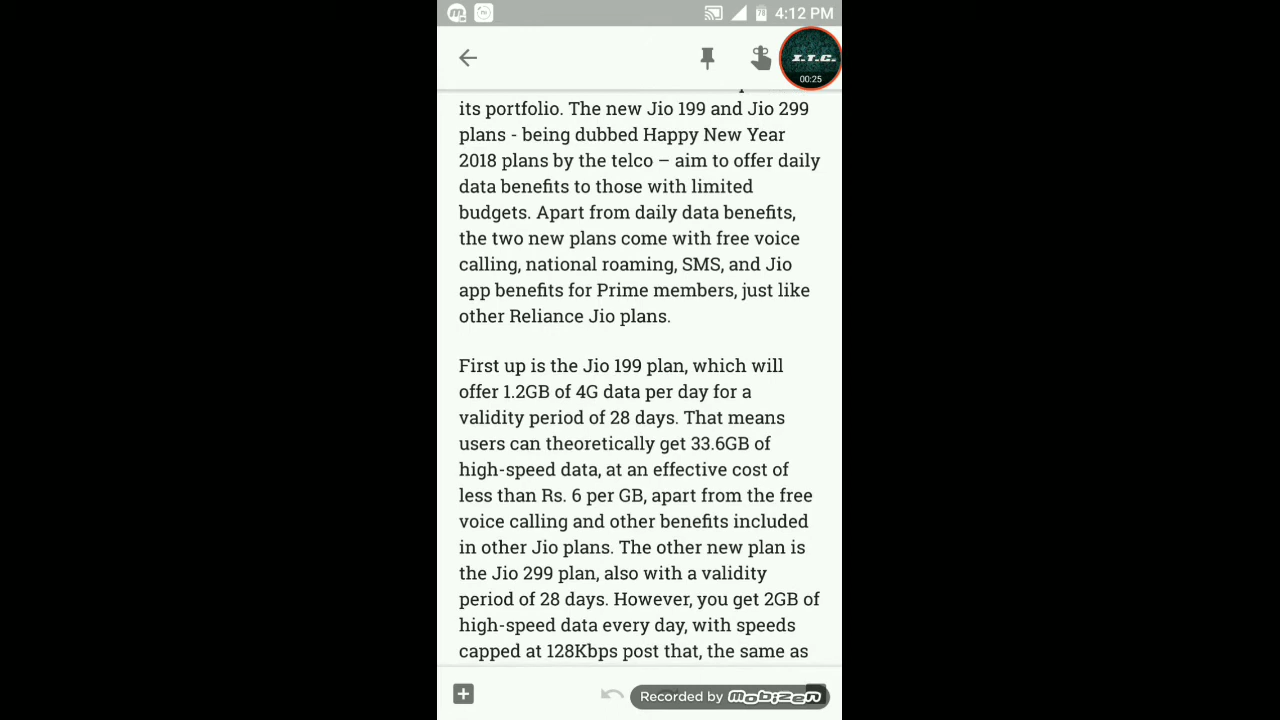 4:12 PM
I.T.C.
00:25
its portfolio. The new Jio 199 and Jio 299
plans - being dubbed Happy New Year
2018 plans by the telco – aim to offer daily
data benefits to those with limited
budgets. Apart from daily data benefits,
the two new plans come with free voice
calling, national roaming, SMS, and Jio
app benefits for Prime members, just like
other Reliance Jio plans.
First up is the Jio 199 plan, which will
offer 1.2GB of 4G data per day for a
validity period of 28 days. That means
users can theoretically get 33.6GB of
high-speed data, at an effective cost of
less than Rs. 6 per GB, apart from the free
voice calling and other benefits included
in other Jio plans. The other new plan is
the Jio 299 plan, also with a validity
period of 28 days. However, you get 2GB of
high-speed data every day, with speeds
capped at 128Kbps post that, the same as
Recorded by mobizen